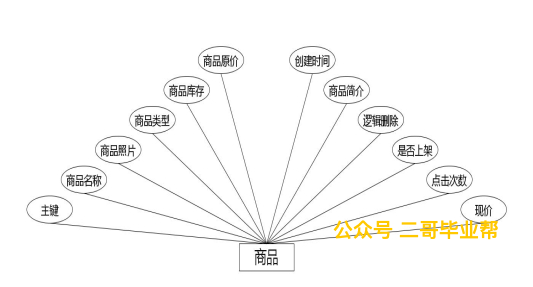 商品原价
创建时间
商品库存
商品简介
商品类型
逻辑删除
商品照片
是否上架
商品名称
点击次数
主键
现价
公众号 二哥毕业帮
商品